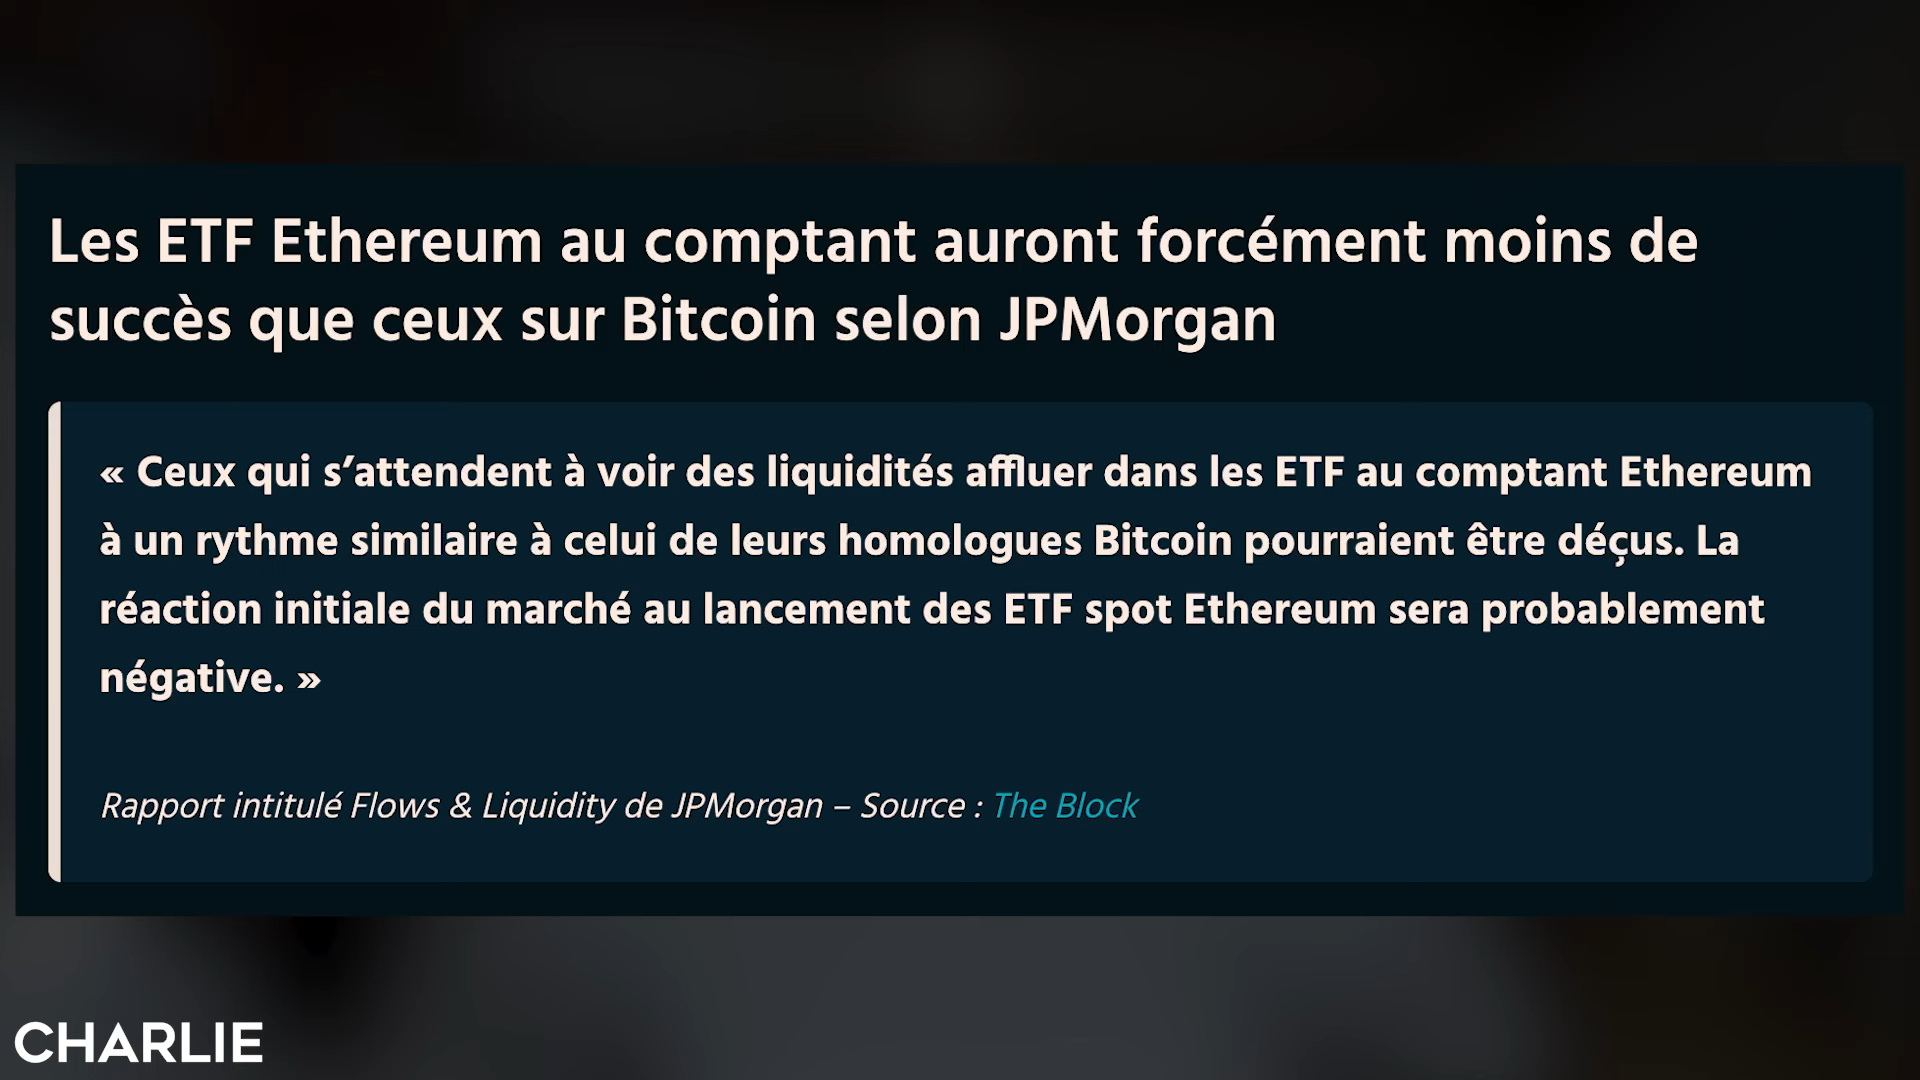 Les ETF Ethereum au comptant auront forcément moins de
succès que ceux sur Bitcoin selon JPMorgan
« Ceux qui s’attendent à voir des liquidités affluer dans les ETF au comptant Ethereum
à un rythme similaire à celui de leurs homologues Bitcoin pourraient être déçus. La
réaction initiale du marché au lancement des ETF spot Ethereum sera probablement
négative. »
Rapport intitulé Flows & Liquidity de JPMorgan – Source : The Block
CHARLIE